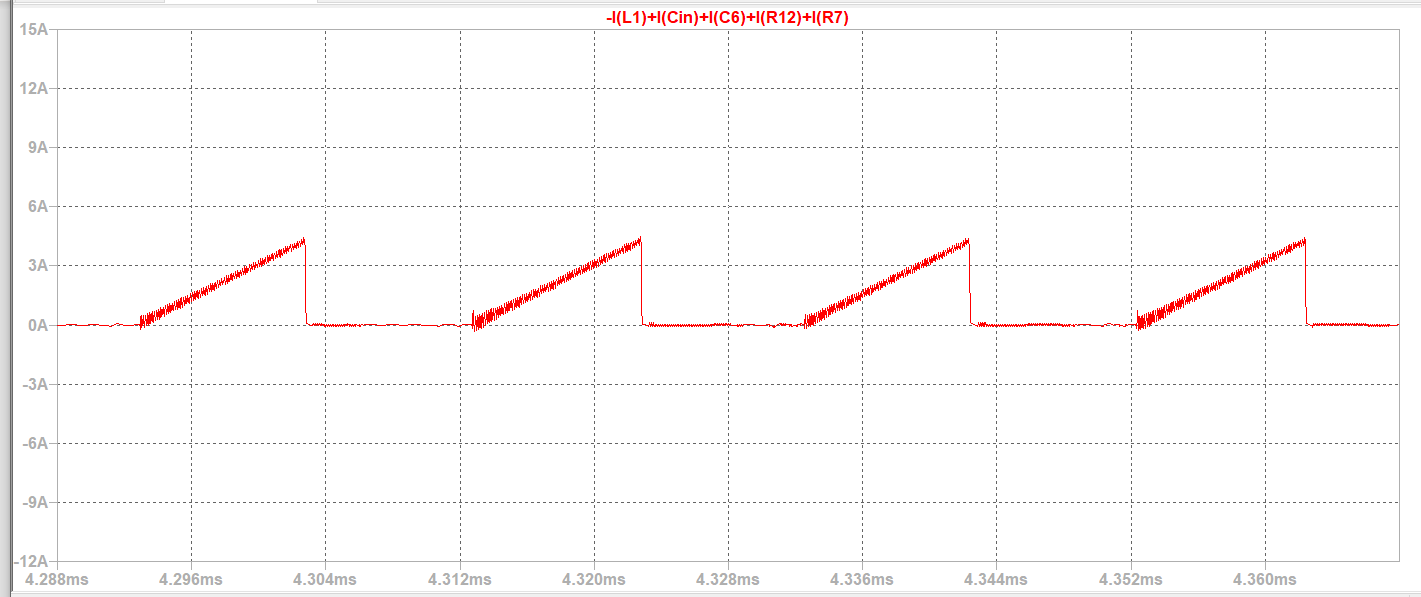 -I(L1)+I(Cin)+I(C6)+I(R12)+I(R7)
15A
12A
9A
6A
3A
0A
-3A
-6A
-9A
-12A
4.288ms 4.296ms 4.304ms 4.312ms 4.320ms 4.328ms 4.336ms 4.344ms 4.352ms 4.360ms